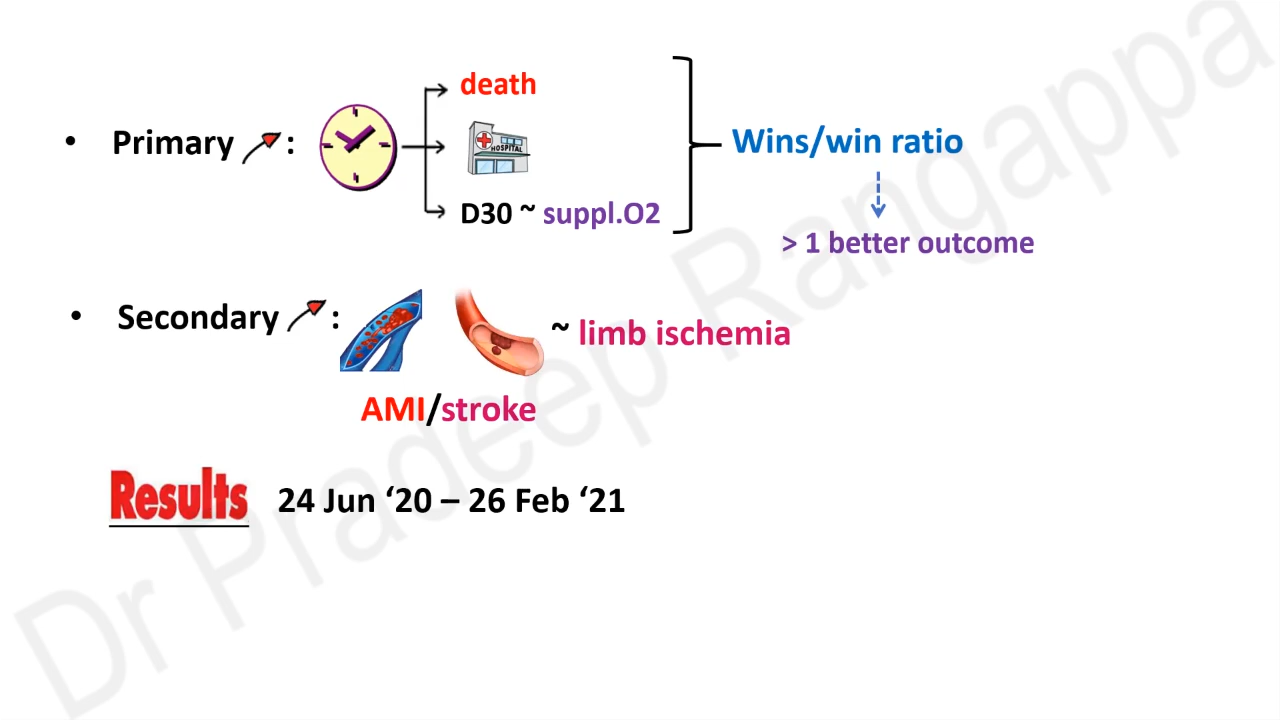 death
• Primary : Wins/win ratio
HOSPITAL
D30 ~ suppl.O2
> 1 better outcome
• Secondary : ~ limb ischemia
AMI/stroke
Results 24 Jun ‘20 – 26 Feb ‘21
Dr Pradeep Rangappa